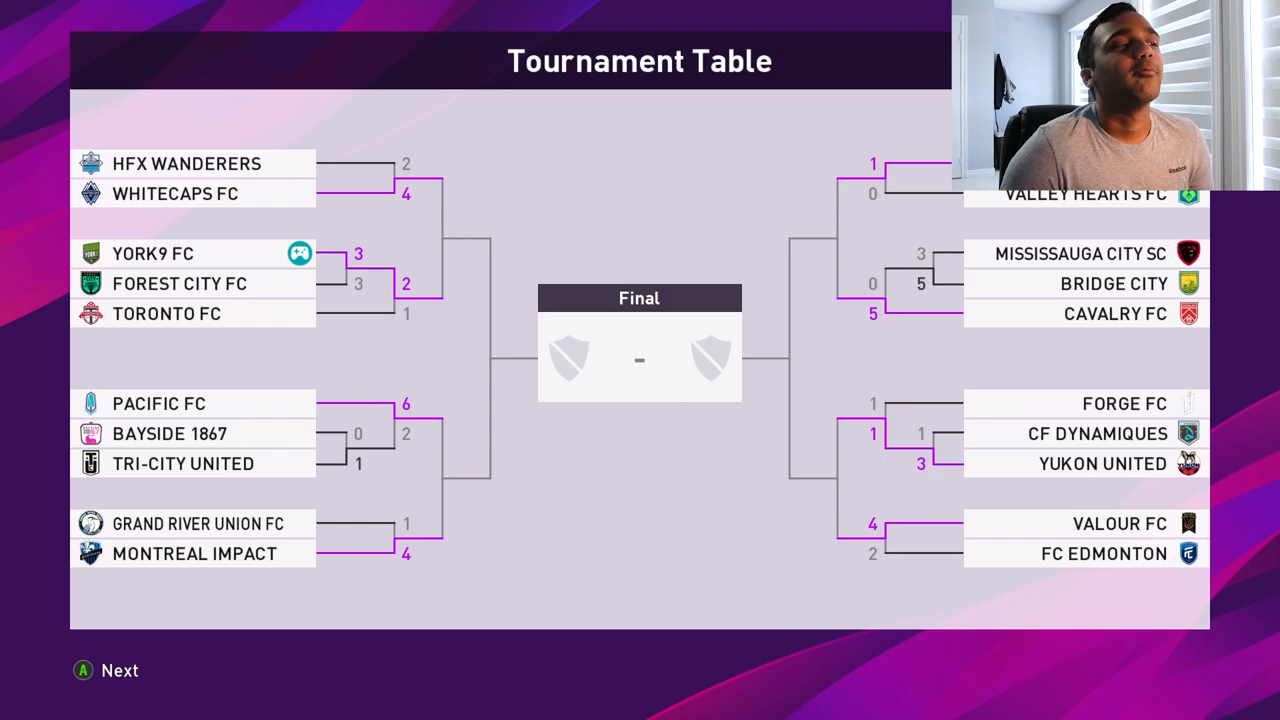 Tournament Table
HFX WANDERERS 2
WHITECAPS FC 4
YORK9 FC 3
FOREST CITY FC 3 2
TORONTO FC 1
PACIFIC FC 6
BAYSIDE 1867 0 2
TRI-CITY UNITED 1
GRAND RIVER UNION FC 1
MONTREAL IMPACT 4
Final
-
1
0 VALLEY HEARTS FC
3 MISSISSAUGA CITY SC
0 5 BRIDGE CITY
5 CAVALRY FC
1 FORGE FC
1 1 CF DYNAMIQUES
3 YUKON UNITED
4 VALOUR FC
2 FC EDMONTON
Reebok
A Next